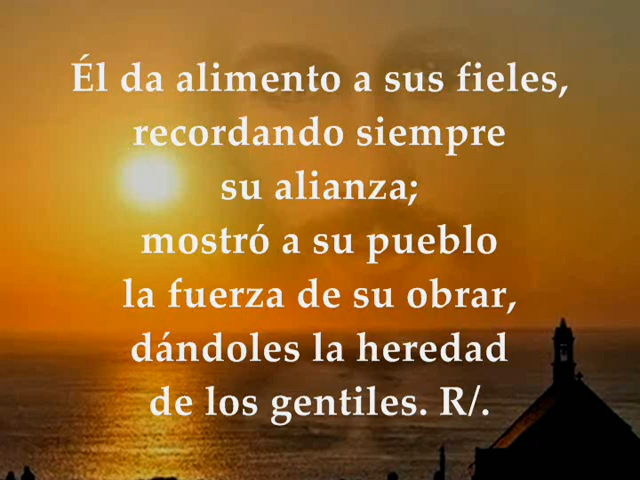 Él da alimento a sus fieles,
recordando siempre
su alianza;
mostró a su pueblo
la fuerza de su obrar,
dándoles la heredad
de los gentiles. R/.